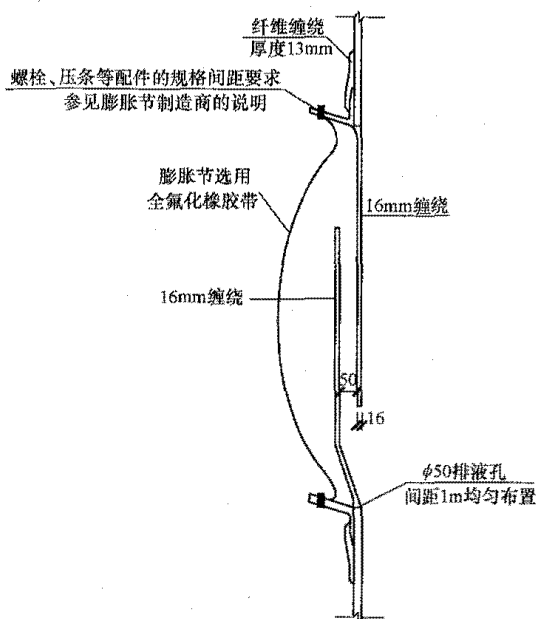 纤维缠绕
厚度13mm
螺栓、压条等配件的规格间距要求
参见膨胀节制造商的说明
膨胀节选用
全氟化橡胶带
16mm缠绕
16mm缠绕
50
16
ϕ50排液孔
间距1m均匀布置